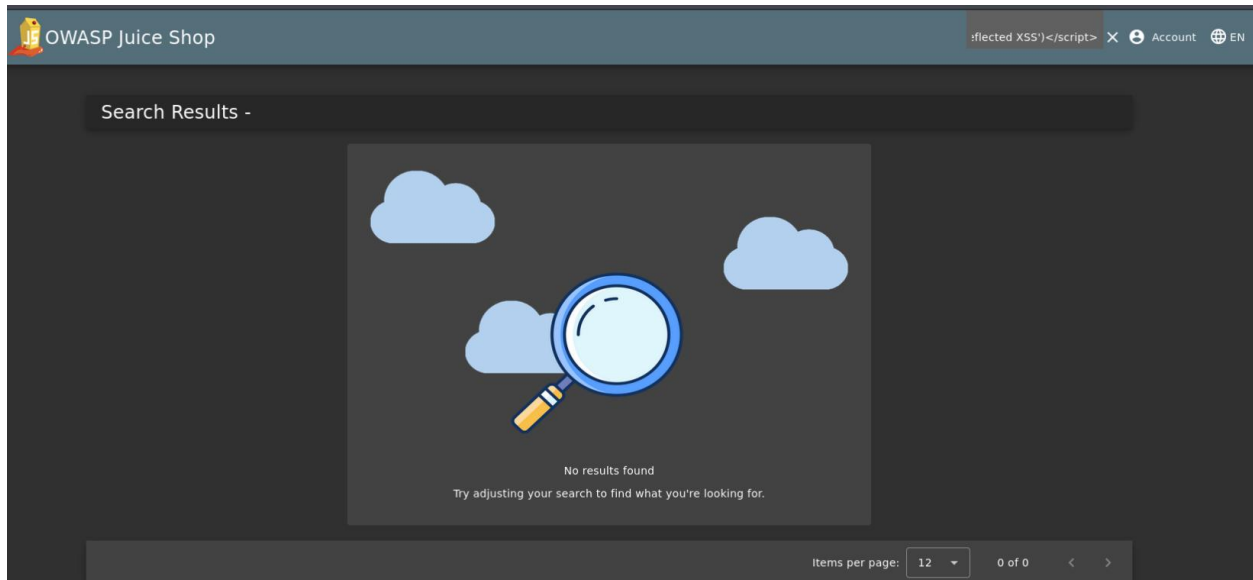 OWASP Juice Shop
eflected XSS')</script>
Account
EN
Search Results -
No results found
Try adjusting your search to find what you're looking for.
Items per page: 12 0 of 0